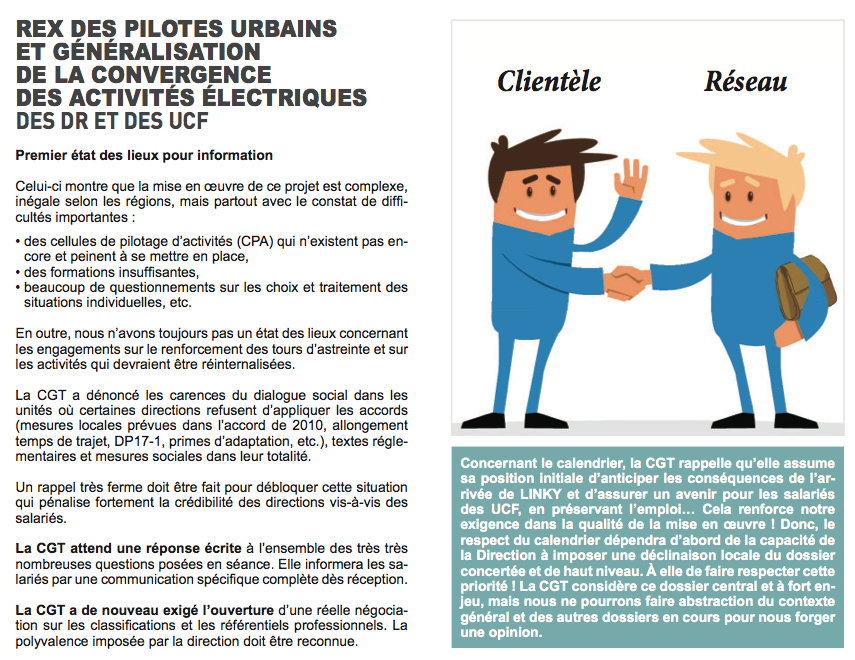 REX DES PILOTES URBAINS
ET GÉNÉRALISATION
DE LA CONVERGENCE
DES ACTIVITÉS ÉLECTRIQUES
DES DR ET DES UCF
Premier état des lieux pour information
Celui-ci montre que la mise en œuvre de ce projet est complexe,
inégale selon les régions, mais partout avec le constat de diffi-
cultés importantes :
• des cellules de pilotage d'activités (CPA) qui n'existent pas en-
core et peinent à se mettre en place,
• des formations insuffisantes,
• beaucoup de questionnements sur les choix et traitement des
situations individuelles, etc.
En outre, nous n'avons toujours pas un état des lieux concernant
les engagements sur le renforcement des tours d'astreinte et sur
les activités qui devraient être réinternalisées.
La CGT a dénoncé les carences du dialogue social dans les
unités où certaines directions refusent d'appliquer les accords
(mesures locales prévues dans l'accord de 2010, allongement
temps de trajet, DP17-1, primes d'adaptation, etc.), textes régle-
mentaires et mesures sociales dans leur totalité.
Un rappel très ferme doit être fait pour débloquer cette situation
qui pénalise fortement la crédibilité des directions vis-à-vis des
salariés.
La CGT attend une réponse écrite à l'ensemble des très très
nombreuses questions posées en séance. Elle informera les sa-
lariés par une communication spécifique complète dès réception.
La CGT a de nouveau exigé l'ouverture d'une réelle négocia-
tion sur les classifications et les référentiels professionnels. La
polyvalence imposée par la direction doit être reconnue.
Clientèle Réseau
Concernant le calendrier, la CGT rappelle qu'elle assume
sa position initiale d'anticiper les conséquences de l'ar-
rivée de LINKY et d'assurer un avenir pour les salariés
des UCF, en préservant l'emploi… Cela renforce notre
exigence dans la qualité de la mise en œuvre ! Donc, le
respect du calendrier dépendra d'abord de la capacité de
la Direction à imposer une déclinaison locale du dossier
concertée et de haut niveau. À elle de faire respecter cette
priorité ! La CGT considère ce dossier central et à fort en-
jeu, mais nous ne pourrons faire abstraction du contexte
général et des autres dossiers en cours pour nous forger
une opinion.